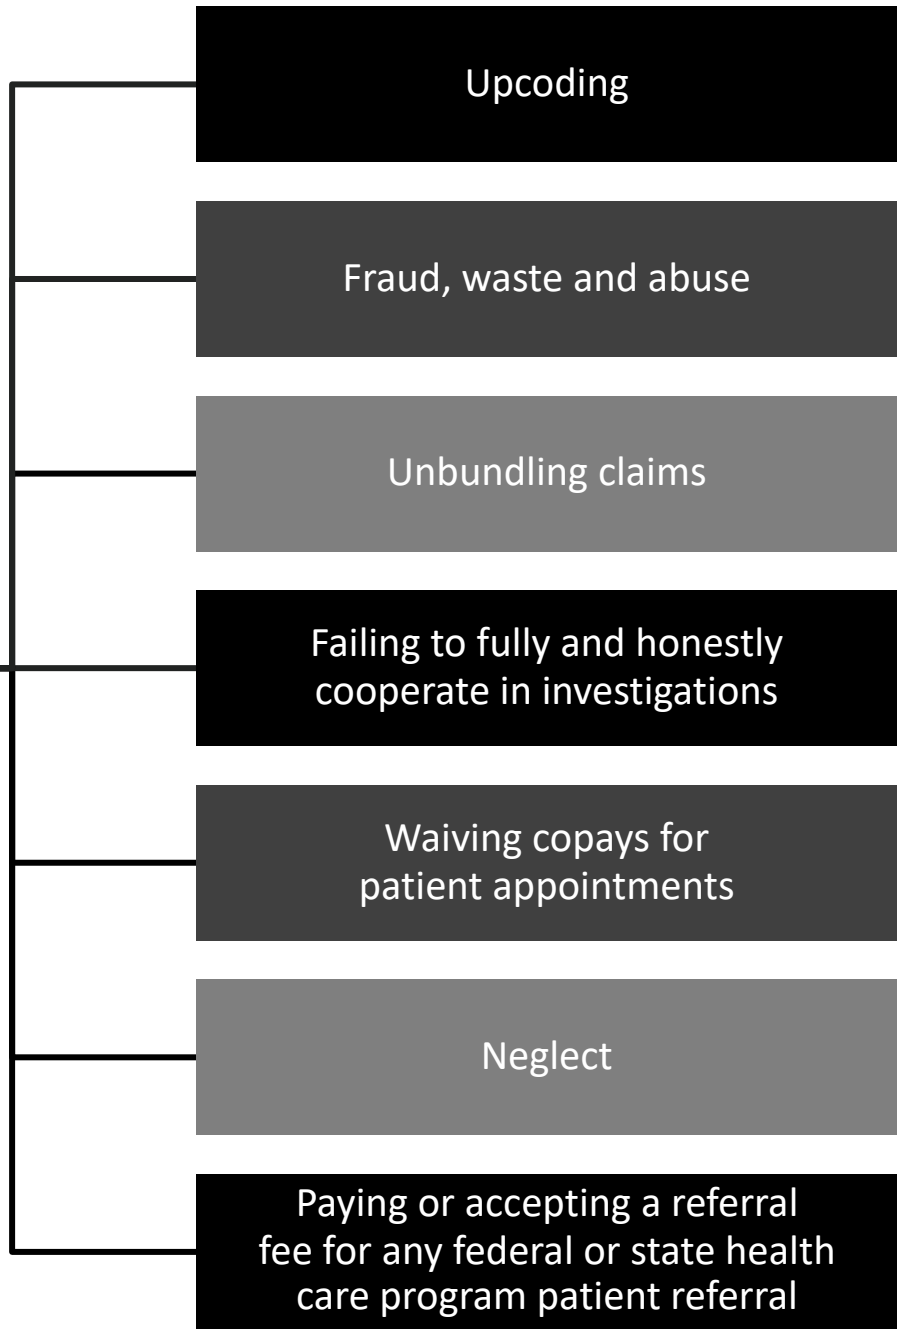 Upcoding
Fraud, waste and abuse
Unbundling claims
Failing to fully and honestly
cooperate in investigations
Waiving copays for
patient appointments
Neglect
Paying or accepting a referral
fee for any federal or state health
care program patient referral